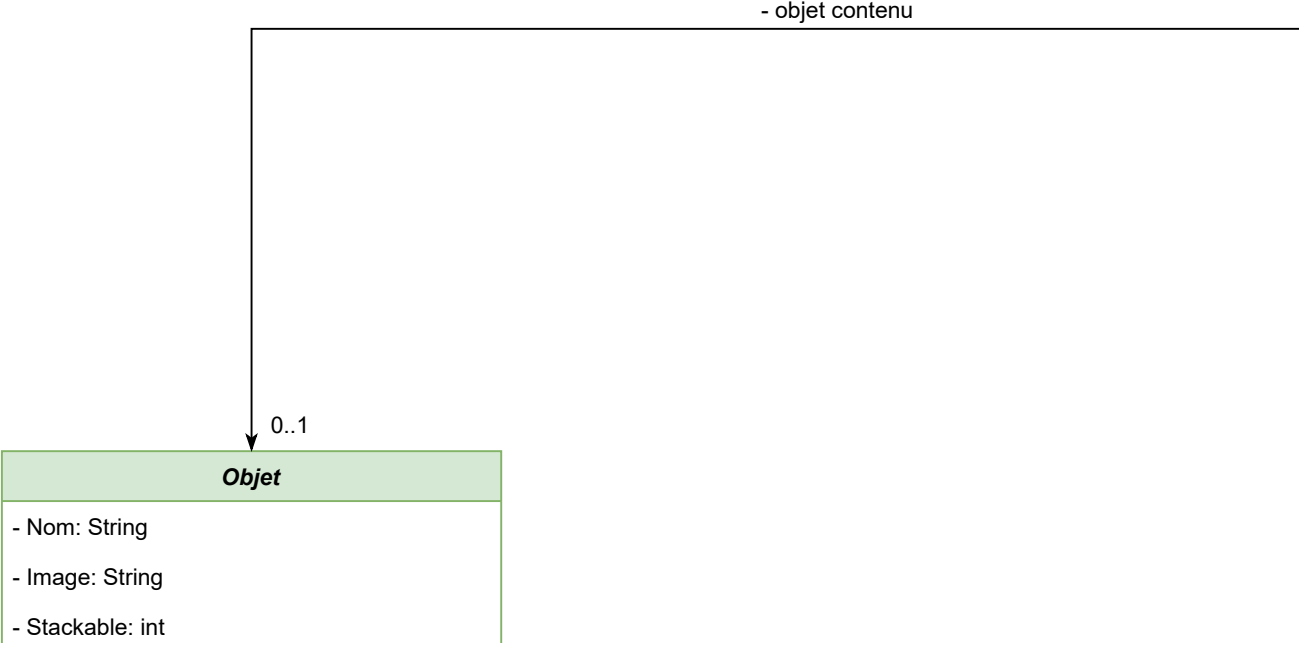 - objet contenu
0..1
Objet
- Nom: String
- Image: String
- Stackable: int